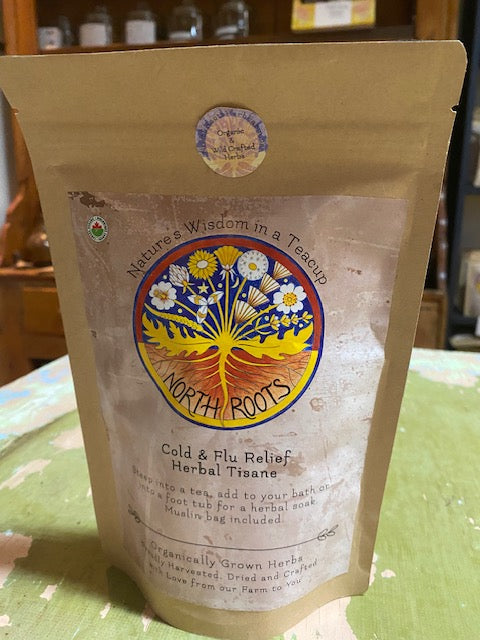 Organic
&
Wild Crafted
Herbs
Nature's Wisdom in a Teacup
NORTH ROOTS
Cold & Flu Relief
Herbal Tisane
Steep into a tea, add to your bath or
into a foot tub for a herbal soak.
Muslin bag included.
Organically Grown Herbs
Harvested, Dried and Crafted
with Love from our Farm to You